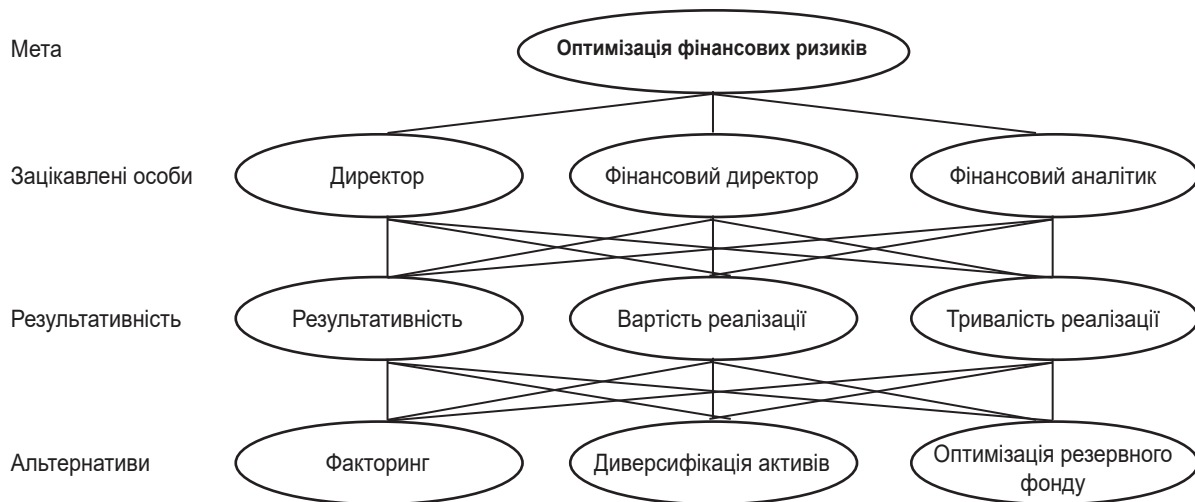 Мета
Оптимізація фінансових ризиків
Зацікавлені особи
Директор
Фінансовий директор
Фінансовий аналітик
Результативність
Результативність
Вартість реалізації
Тривалість реалізації
Альтернативи
Факторинг
Диверсифікація активів
Оптимізація резервного
фонду